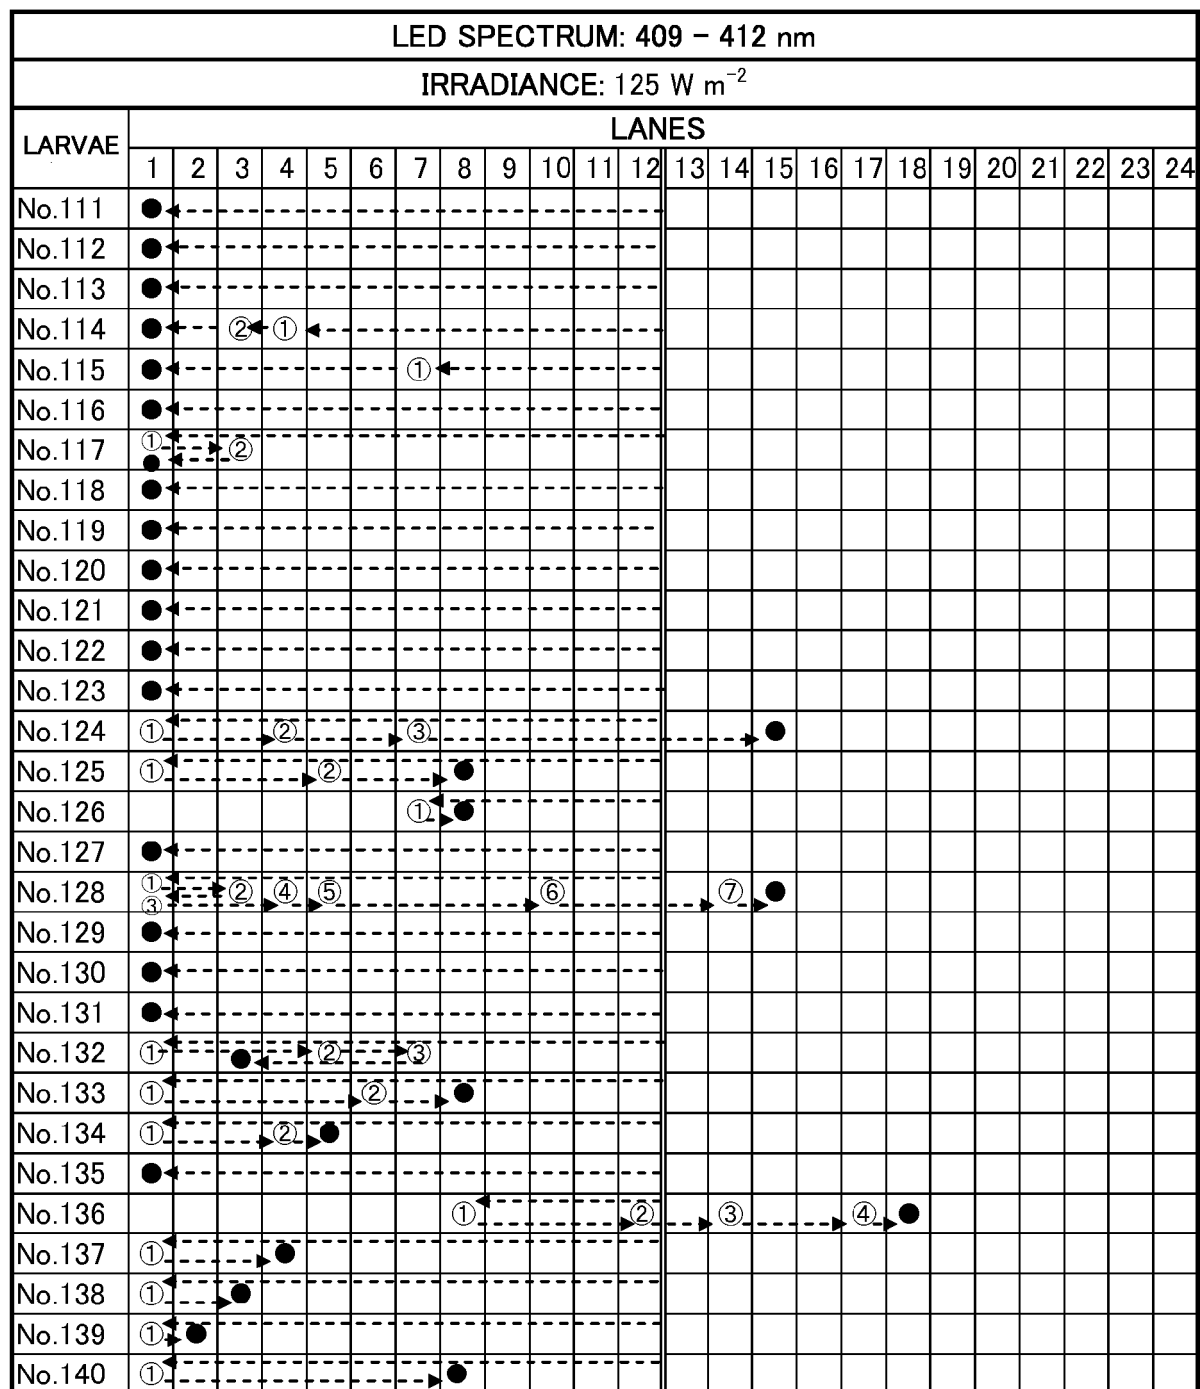 LED SPECTRUM: 409 - 412 nm
IRRADIANCE: 125 W m⁻²
LARVAE LANES
1 2 3 4 5 6 7 8 9 10 11 12 13 14 15 16 17 18 19 20 21 22 23 24
No.111
No.112
No.113
No.114 ② ①
No.115 ①
No.116
No.117 ① ②
No.118
No.119
No.120
No.121
No.122
No.123
No.124 ① ② ③
No.125 ① ②
No.126 ①
No.127
No.128 ① ② ④ ⑤ ⑥ ⑦
③
No.129
No.130
No.131
No.132 ① ② ③
No.133 ① ②
No.134 ① ②
No.135
No.136 ① ② ③ ④
No.137 ①
No.138 ①
No.139 ①
No.140 ①